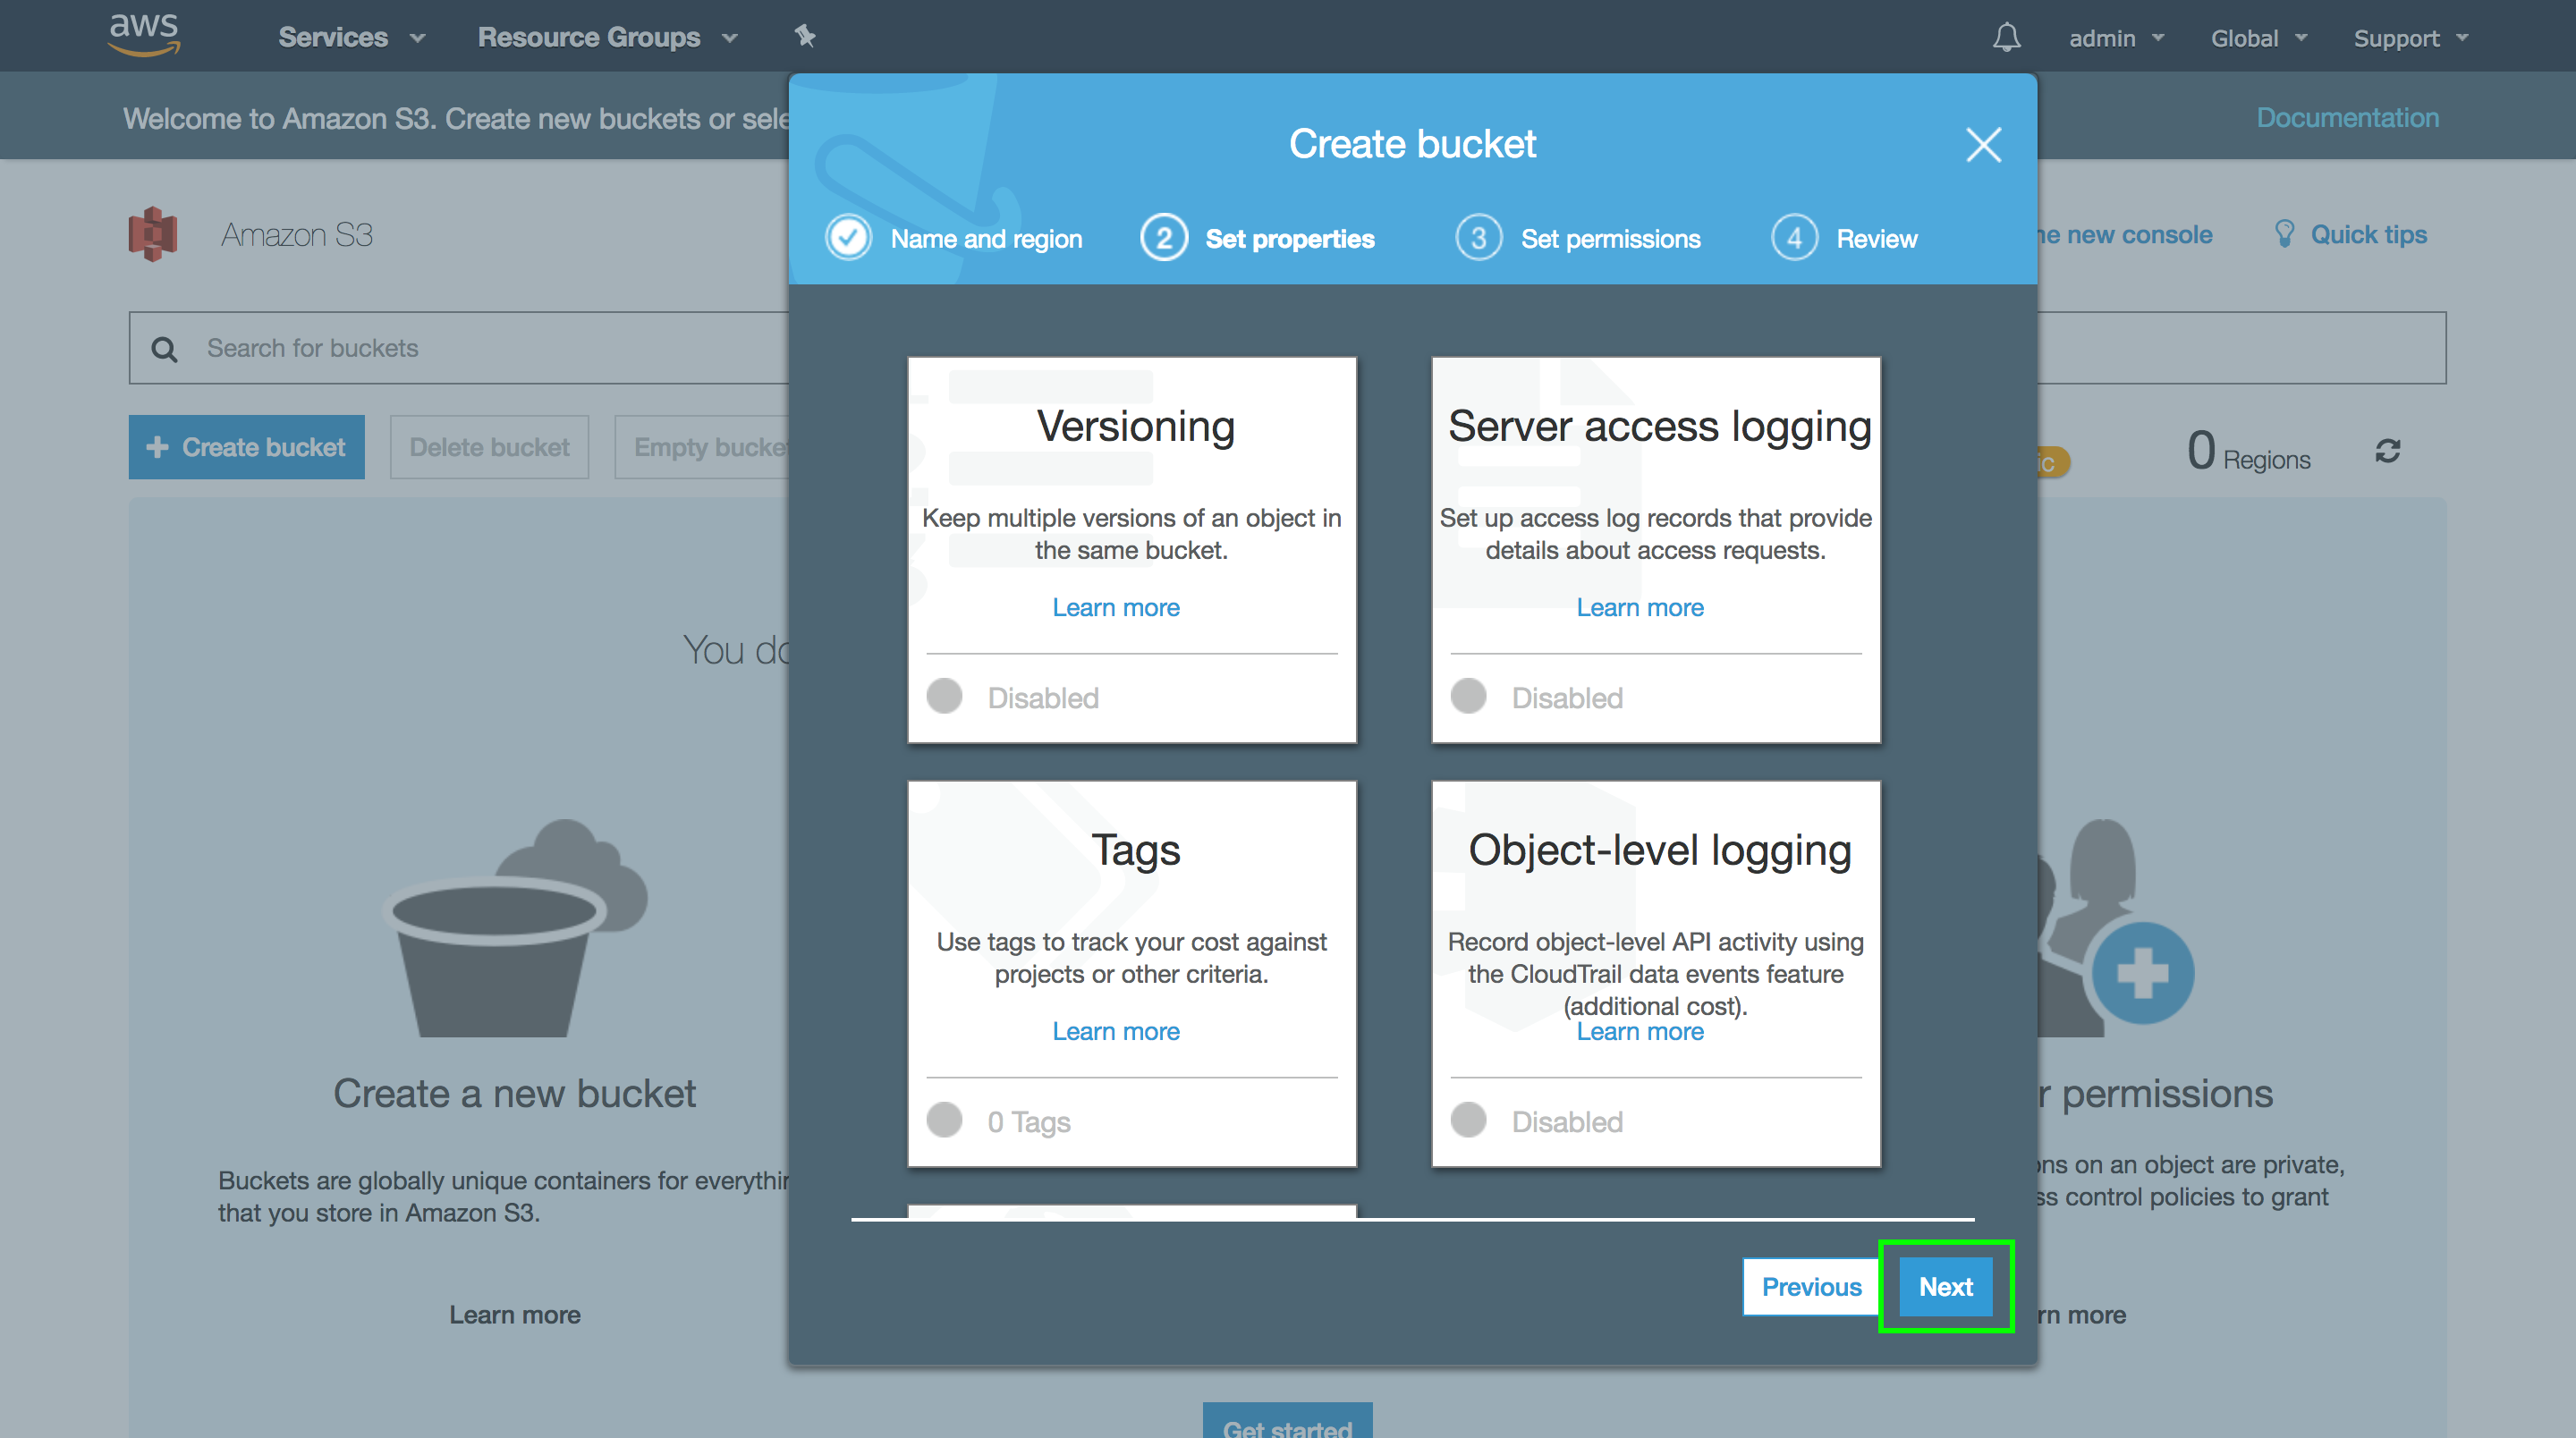 aws
Services
Resource Groups
admin
Global
Support
Welcome to Amazon S3. Create new buckets or sele
Documentation
Create bucket
Name and region
2 Set properties
3 Set permissions
4 Review
Amazon S3
he new console
Quick tips
Search for buckets
Create bucket
Delete bucket
Empty bucket
ic
0 Regions
Versioning
Keep multiple versions of an object in
the same bucket.
Learn more
Disabled
Server access logging
Set up access log records that provide
details about access requests.
Learn more
Disabled
You do
Tags
Use tags to track your cost against
projects or other criteria.
Learn more
0 Tags
Object-level logging
Record object-level API activity using
the CloudTrail data events feature
(additional cost).
Learn more
Disabled
Create a new bucket
Buckets are globally unique containers for everythin
that you store in Amazon S3.
Learn more
r permissions
ons on an object are private,
ss control policies to grant
rn more
Previous
Next
Get started